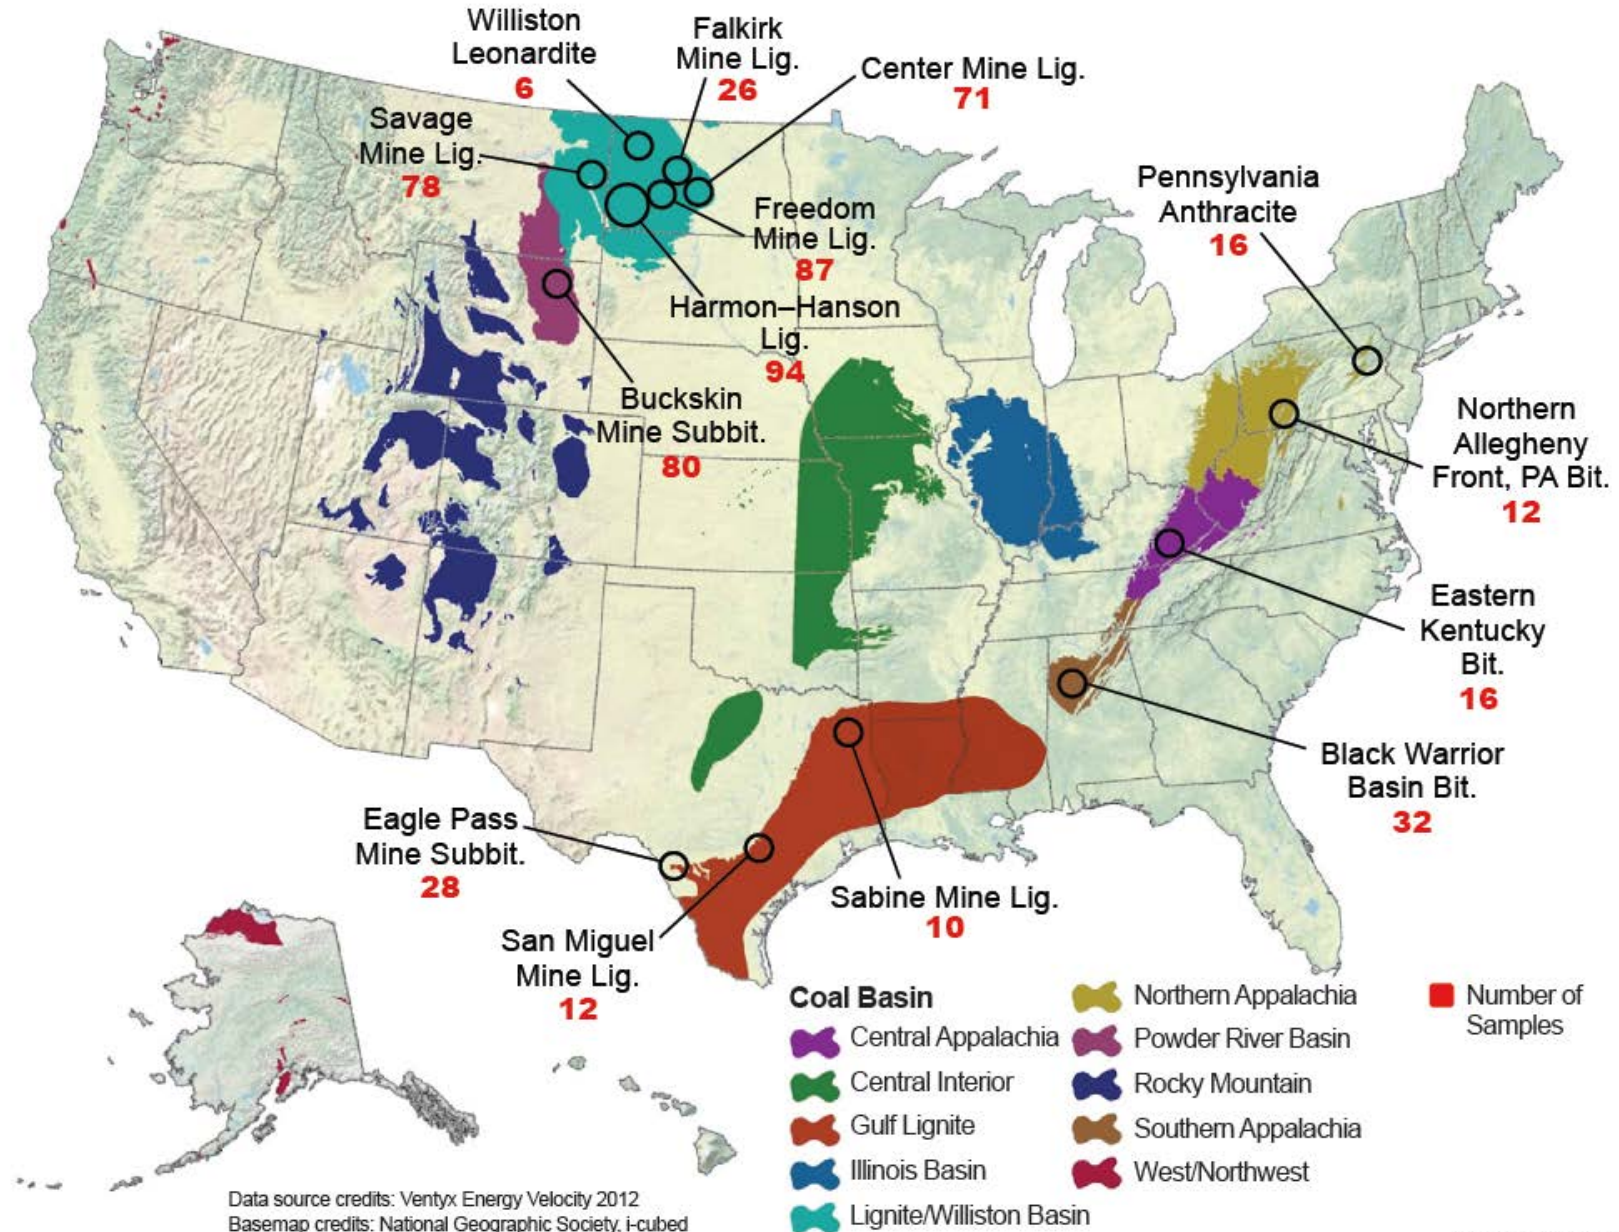 Williston
Leonardite
6
Falkirk
Mine Lig.
26
Center Mine Lig.
71
Savage
Mine Lig.
78
Freedom
Mine Lig.
87
Harmon–Hanson
Lig.
94
Buckskin
Mine Subbit.
80
Pennsylvania
Anthracite
16
Northern
Allegheny
Front, PA Bit.
12
Eastern
Kentucky
Bit.
16
Black Warrior
Basin Bit.
32
Eagle Pass
Mine Subbit.
28
San Miguel
Mine Lig.
12
Sabine Mine Lig.
10
Coal Basin
Central Appalachia
Central Interior
Gulf Lignite
Illinois Basin
Lignite/Williston Basin
Northern Appalachia
Powder River Basin
Rocky Mountain
Southern Appalachia
West/Northwest
Number of
Samples
Data source credits: Ventyx Energy Velocity 2012
Basemap credits: National Geographic Society, i-cubed